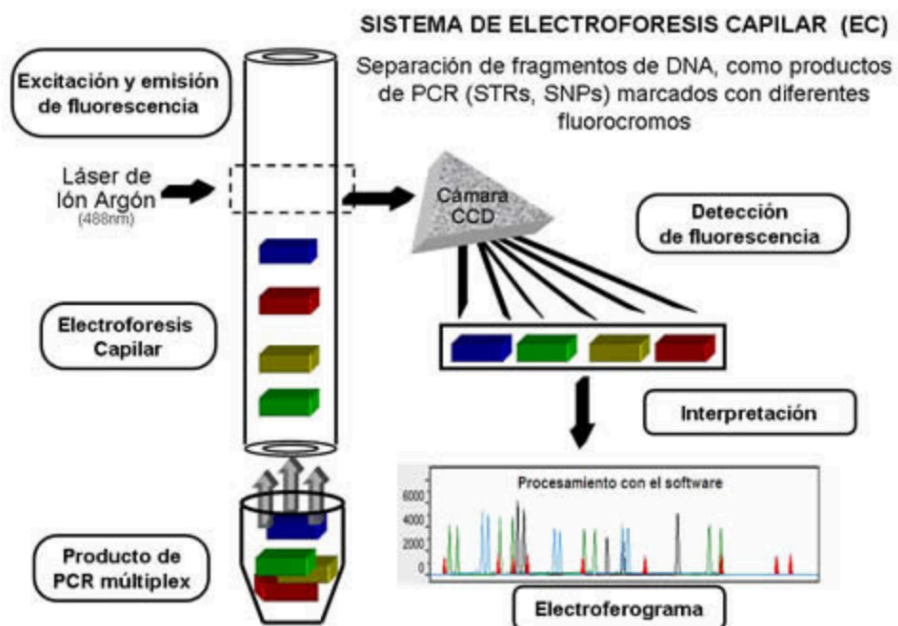 SISTEMA DE ELECTROFORESIS CAPILAR (EC)
Separación de fragmentos de DNA, como productos
de PCR (STRs, SNPs) marcados con diferentes
fluorocromos
Excitación y emisión
de fluorescencia
Láser de
Ión Argón
(488nm)
Cámara
CCD
Detección
de fluorescencia
Electroforesis
Capilar
Interpretación
Procesamiento con el software
6000
4000
2000
0
Producto de
PCR múltiplex
Electroferograma